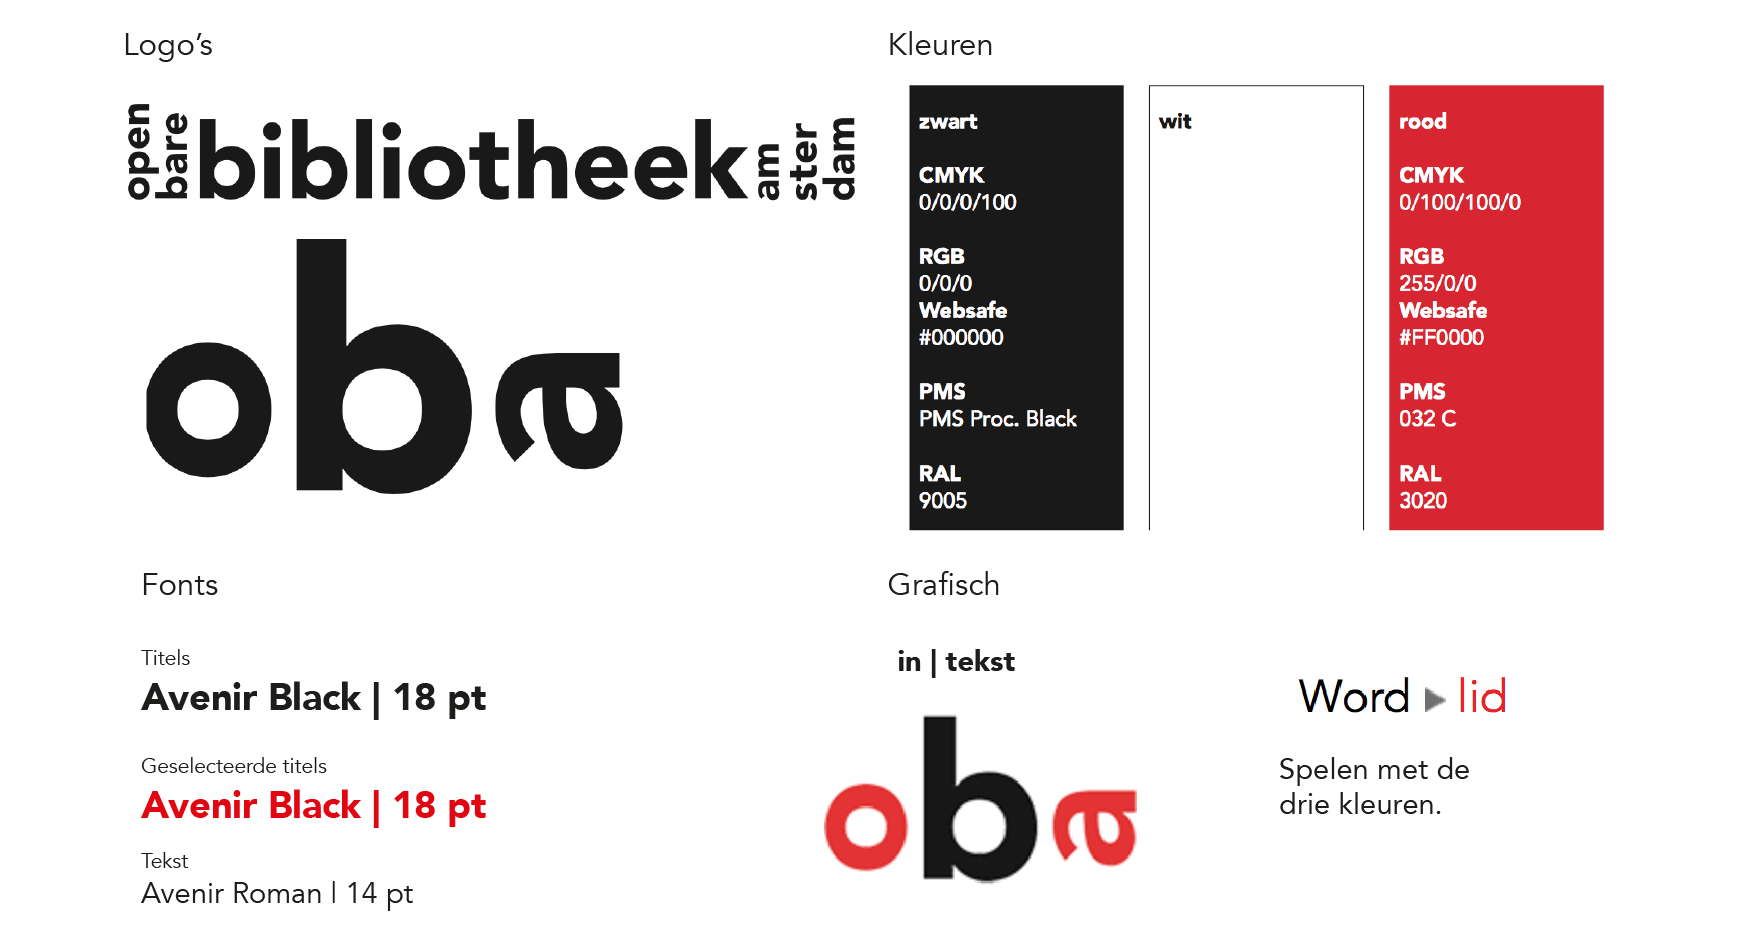 Logo's
open
bare
bibliotheek
am
ster
dam
oba
Kleuren
zwart
CMYK
0/0/0/100
RGB
0/0/0
Websafe
#000000
PMS
PMS Proc. Black
RAL
9005
wit
rood
CMYK
0/100/100/0
RGB
255/0/0
Websafe
#FF0000
PMS
032 C
RAL
3020
Fonts
Titels
Avenir Black | 18 pt
Geselecteerde titels
Avenir Black | 18 pt
Tekst
Avenir Roman | 14 pt
Grafisch
in | tekst
oba
Word ▶ lid
Spelen met de
drie kleuren.